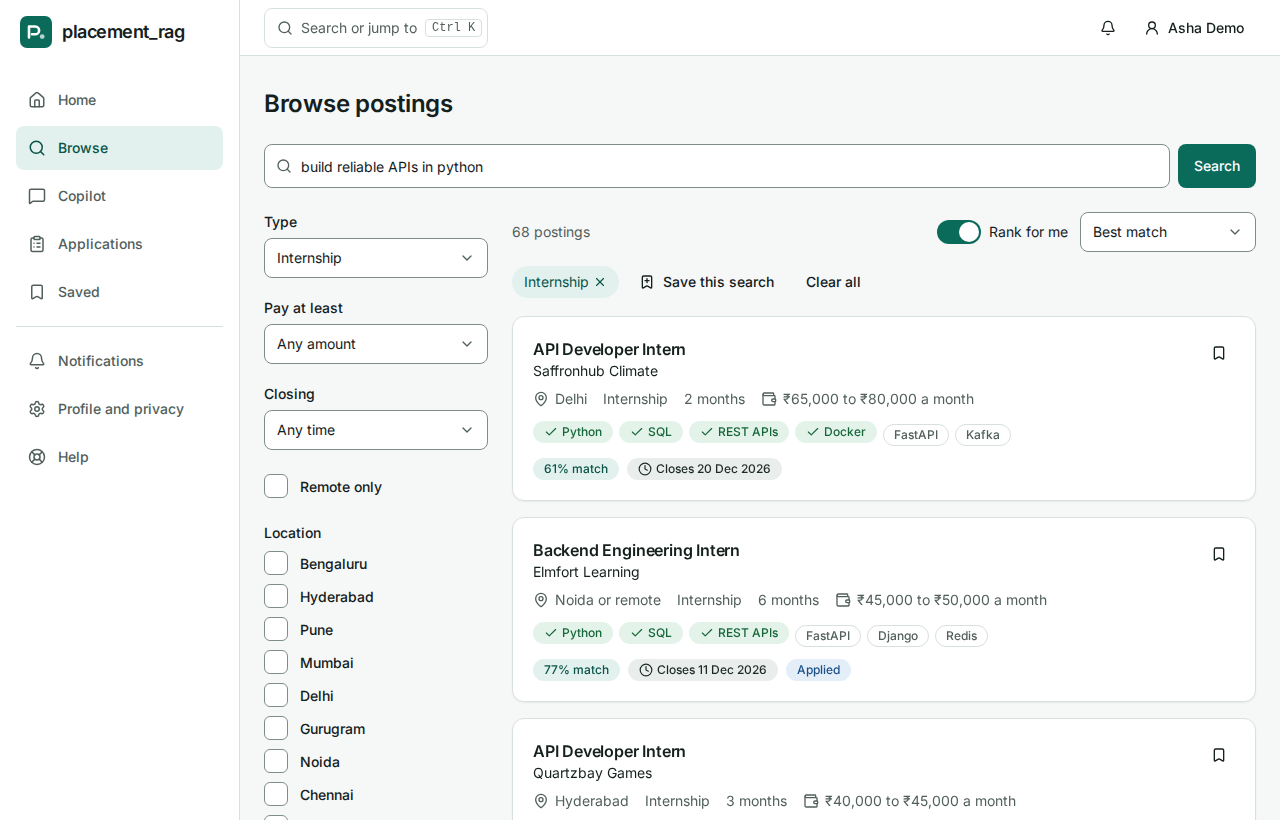 placement_rag
Search or jump to Ctrl K
Asha Demo
Home
Browse
Copilot
Applications
Saved
Notifications
Profile and privacy
Help
Browse postings
build reliable APIs in python
Search
Type
Internship
Pay at least
Any amount
Closing
Any time
Remote only
Location
Bengaluru
Hyderabad
Pune
Mumbai
Delhi
Gurugram
Noida
Chennai
68 postings
Rank for me
Best match
Internship
Save this search
Clear all
API Developer Intern
Saffronhub Climate
Delhi Internship 2 months ₹65,000 to ₹80,000 a month
Python SQL REST APIs Docker FastAPI Kafka
61% match Closes 20 Dec 2026
Backend Engineering Intern
Elmfort Learning
Noida or remote Internship 6 months ₹45,000 to ₹50,000 a month
Python SQL REST APIs FastAPI Django Redis
77% match Closes 11 Dec 2026 Applied
API Developer Intern
Quartzbay Games
Hyderabad Internship 3 months ₹40,000 to ₹45,000 a month